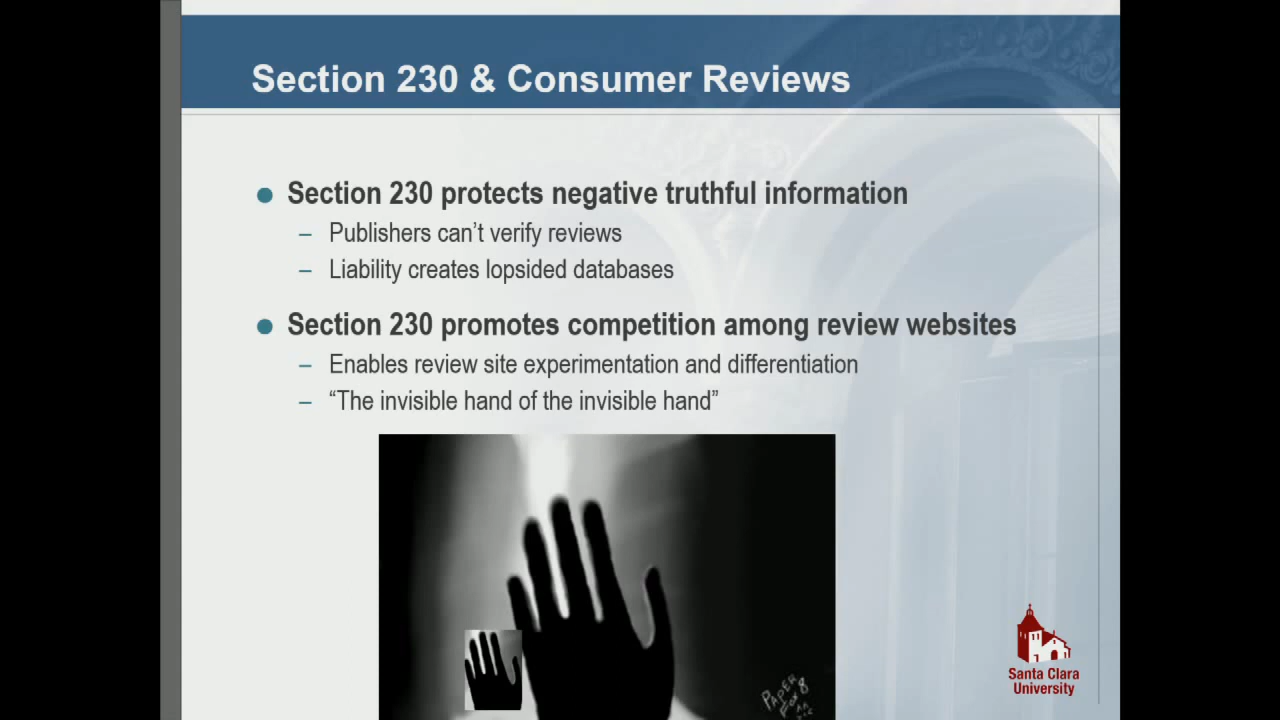 Section 230 & Consumer Reviews
Section 230 protects negative truthful information
– Publishers can’t verify reviews
– Liability creates lopsided databases
Section 230 promotes competition among review websites
– Enables review site experimentation and differentiation
– “The invisible hand of the invisible hand”
PAPER
Santa Clara
University